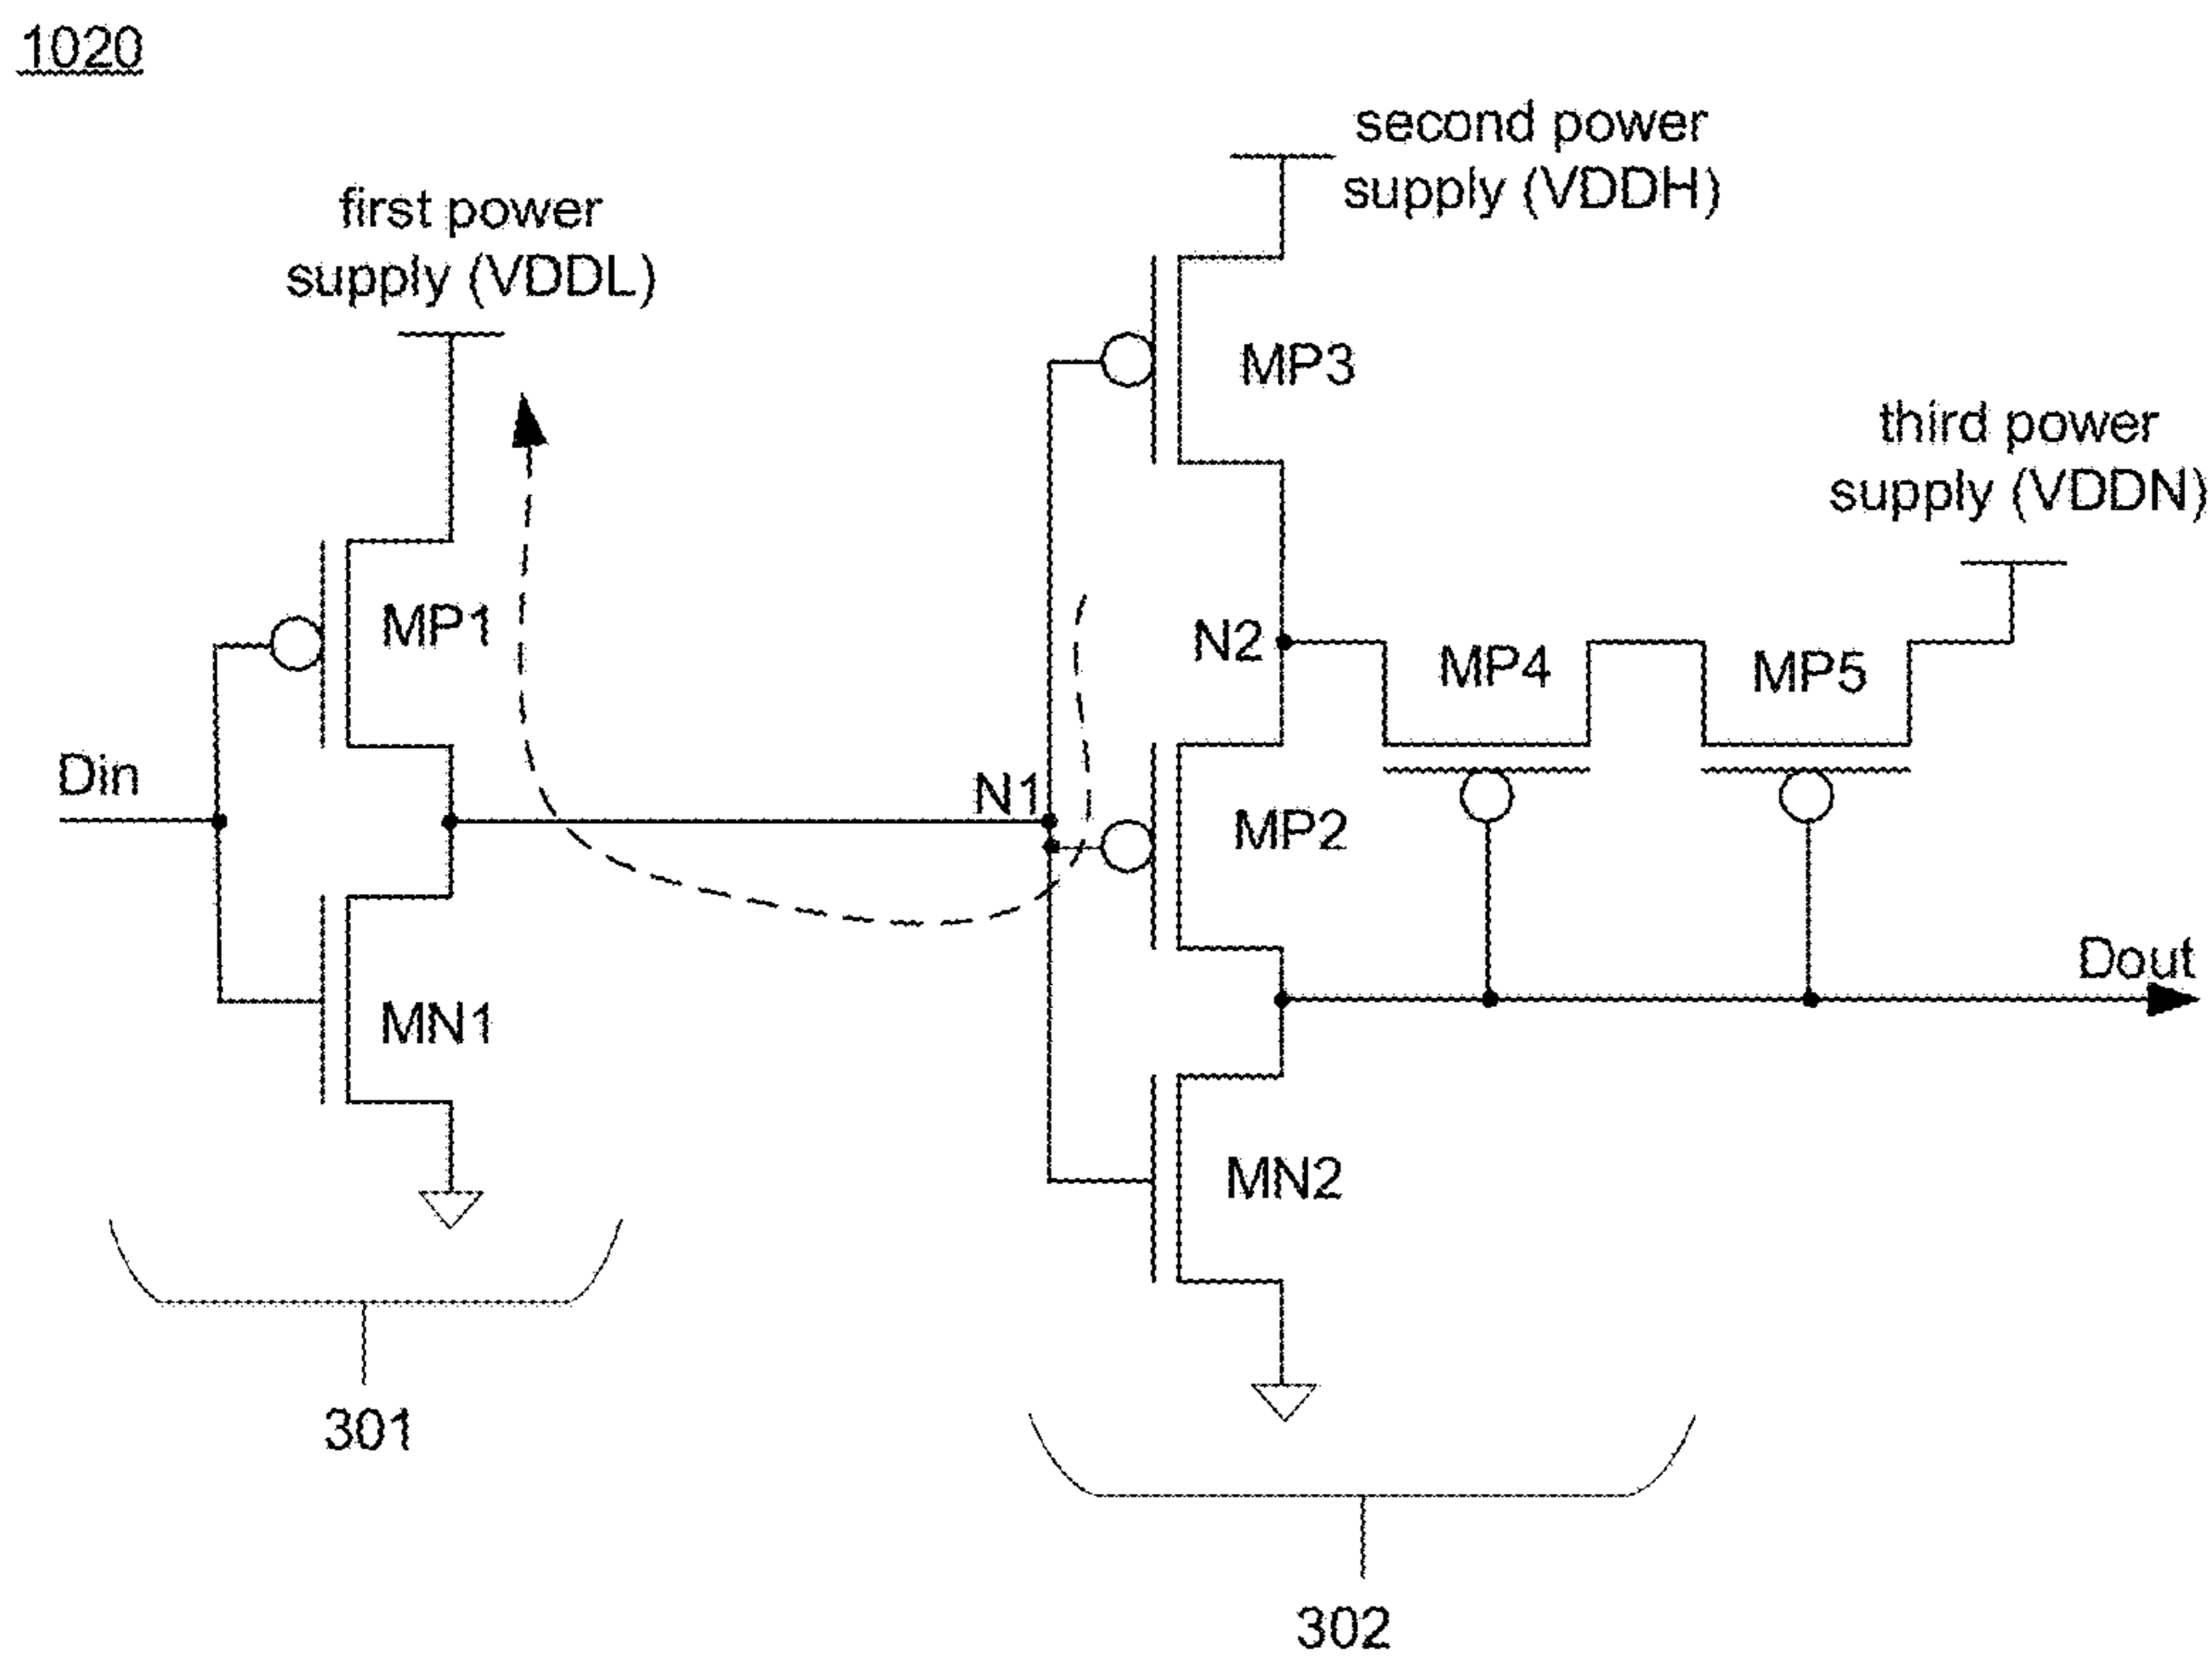 1020
first power
supply (VDDL)
second power
supply (VDDH)
third power
supply (VDDN)
MP3
MP1
N2
MP4
MP5
Din
N1
MP2
Dout
MN1
MN2
301
302